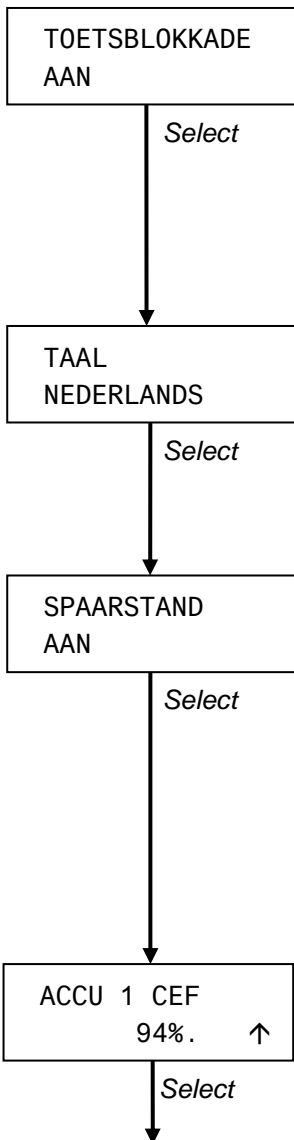 TOETSBLOKKADE
AAN
Select
TAAL
NEDERLANDS
Select
SPAARSTAND
AAN
Select
ACCU 1 CEF
94%. ↑
Select